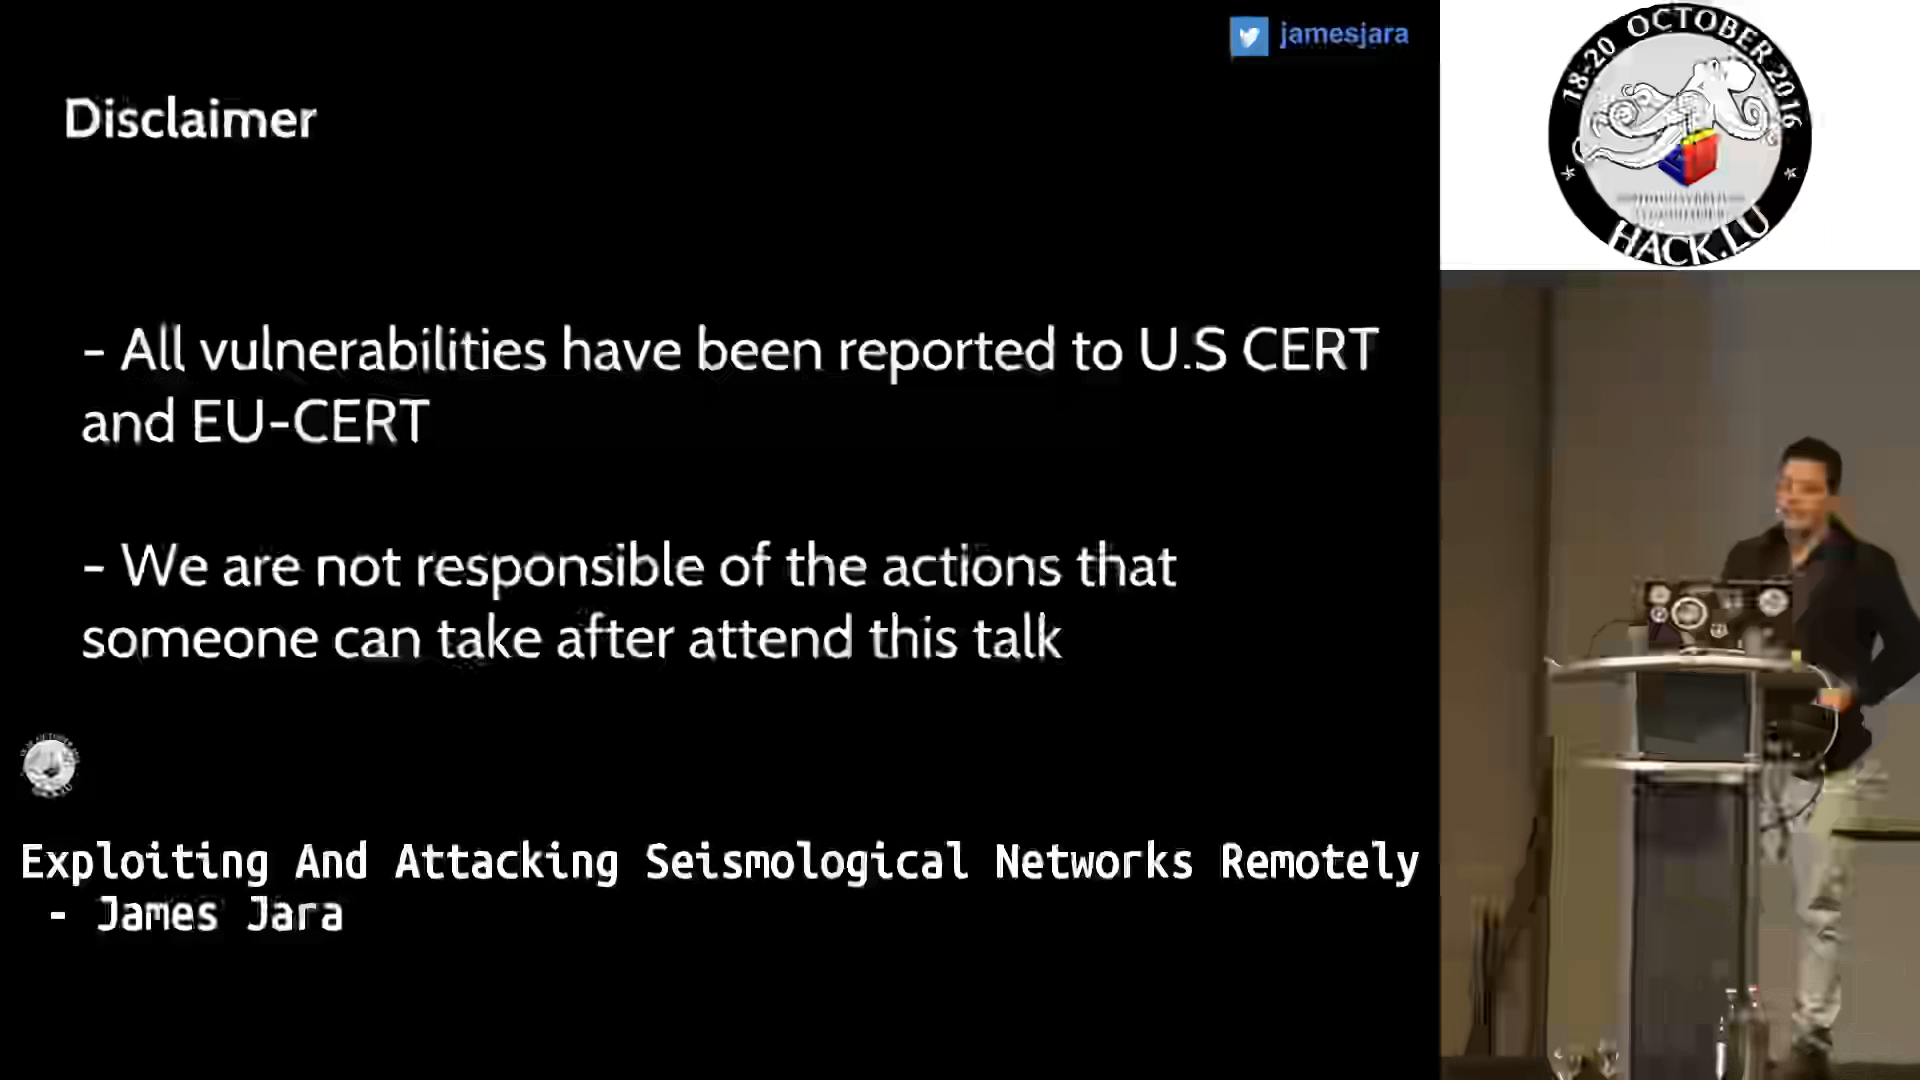 jamesjara
Disclaimer
- All vulnerabilities have been reported to U.S CERT
and EU-CERT
- We are not responsible of the actions that
someone can take after attend this talk
Exploiting And Attacking Seismological Networks Remotely
- James Jara
18-20 OCTOBER 2016
HACK.LU